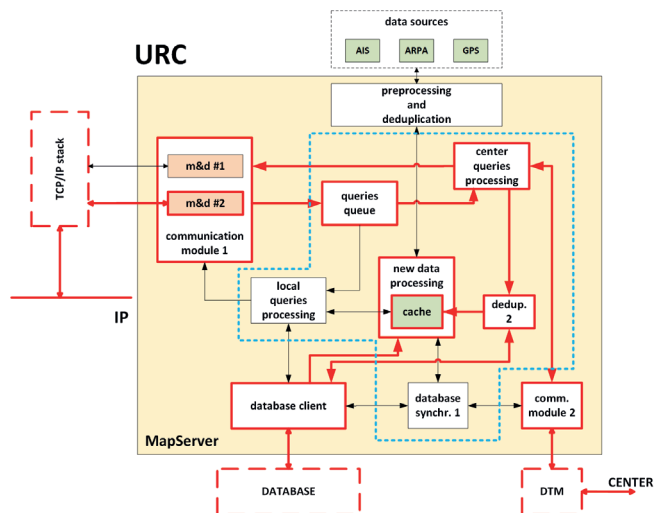 data sources
AIS
ARPA
GPS
URC
preprocessing
and
deduplication
TCP/IP stack
m&d #1
m&d #2
communication
module 1
queries
queue
center
queries
processing
local
queries
processing
new data
processing
cache
dedup.
2
IP
database client
database
synchr. 1
comm.
module 2
MapServer
DATABASE
DTM
CENTER